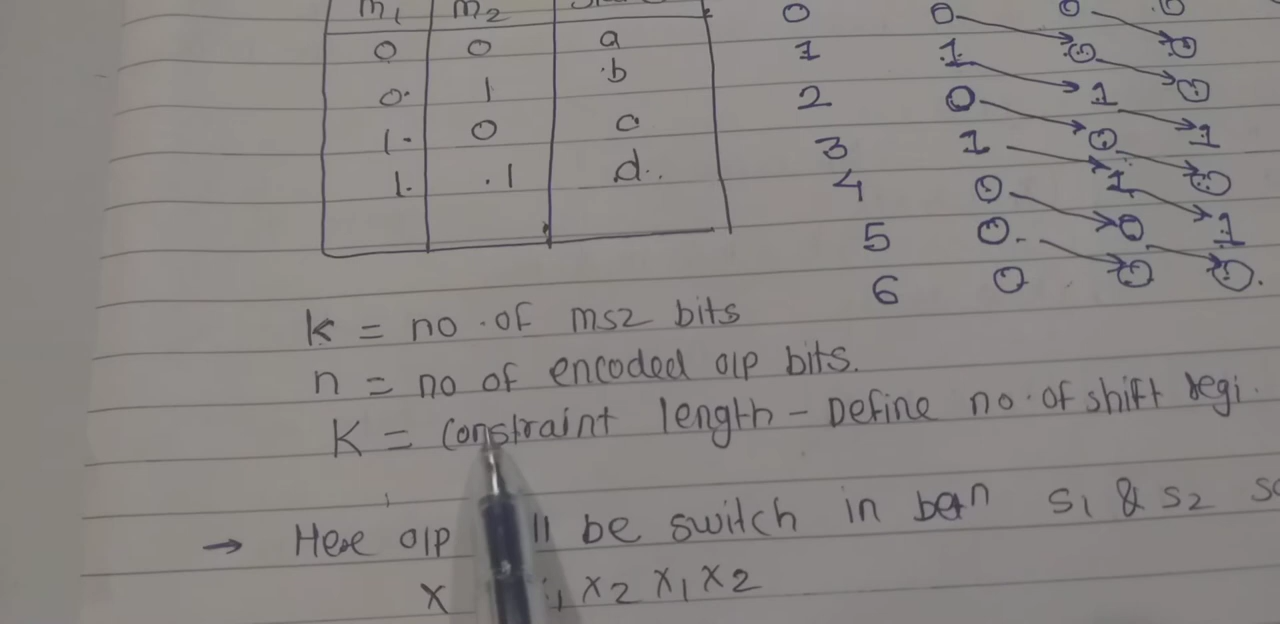 m1 m2
0 0 a
0 1 b
1 0 c
1 1 d
0 0 0 0
1 1 0 0
2 0 1 0
3 1 0 1
4 0 1 0
5 0 0 1
6 0 0 0
k = no of msz bits
n = no of encoded o/p bits.
K = constraint length - Define no. of shift regi.
→ Here o/p ll be switch in betn S1 & S2
X , x2 x1 x2